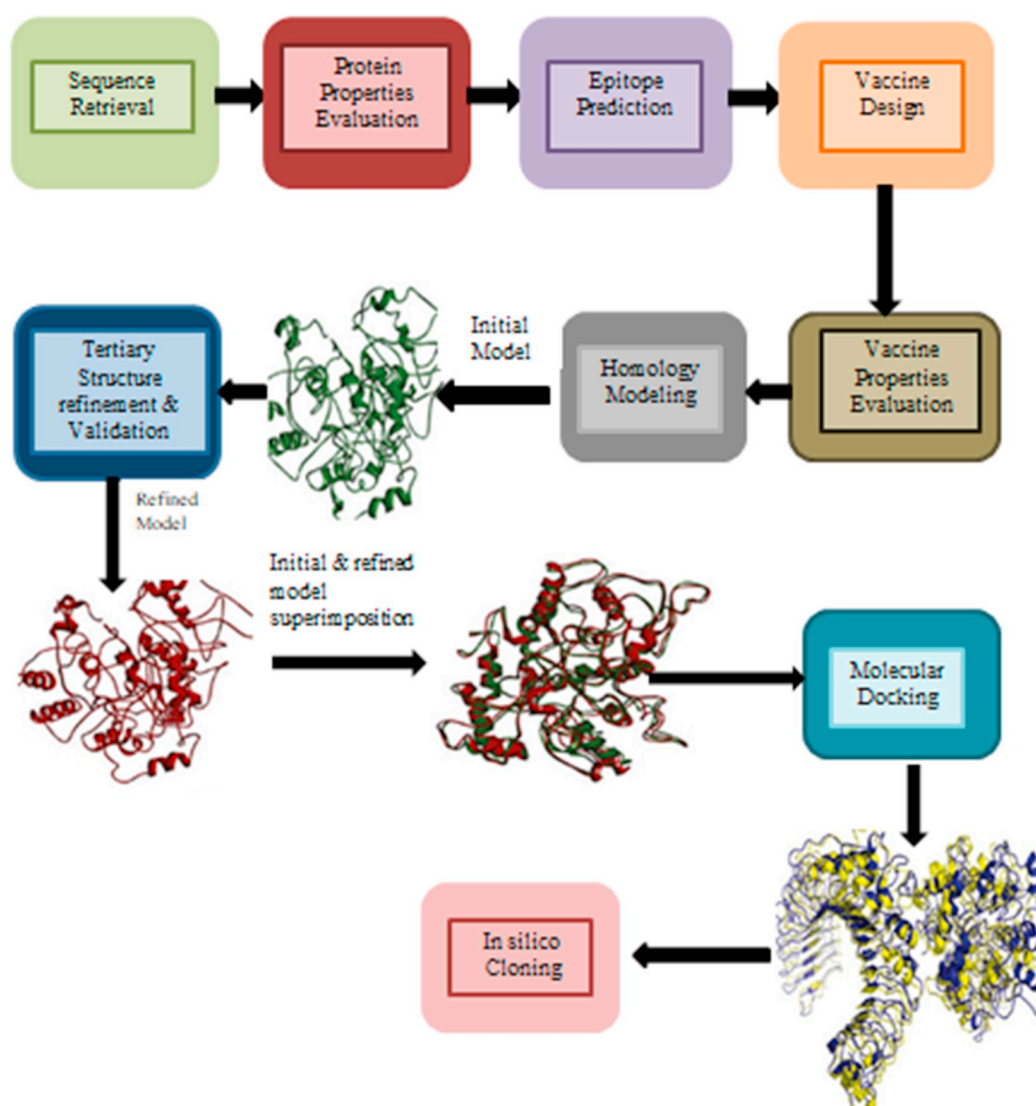 Sequence
Retrieval
Protein
Properties
Evaluation
Epitope
Prediction
Vaccine
Design
Tertiary
Structure
refinement &
Validation
Initial
Model
Homology
Modeling
Vaccine
Properties
Evaluation
Refined
Model
Initial & refined
model
superimposition
Molecular
Docking
In silico
Cloning